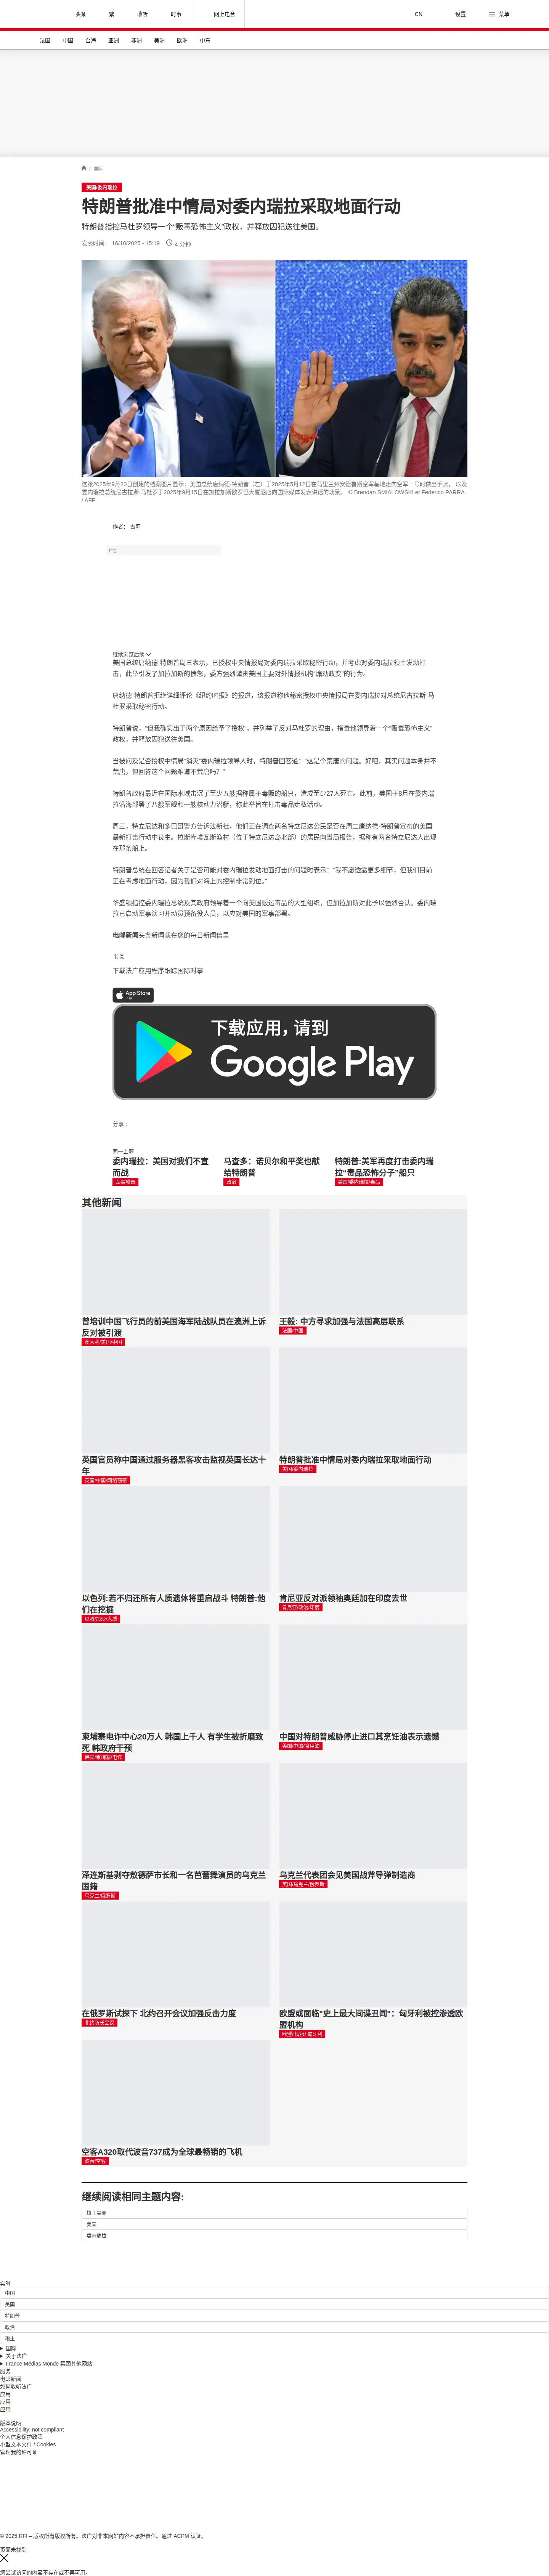 头条
繁
收听
时事
网上电台
CN
设置
菜单
法国
中国
台海
亚洲
非洲
美洲
欧洲
中东
/ 国际
美国/委内瑞拉
特朗普批准中情局对委内瑞拉采取地面行动
特朗普指控马杜罗领导一个“贩毒恐怖主义”政权，并释放囚犯送往美国。
发表时间： 16/10/2025 - 15:19
4 分钟
这张2025年9月20日创建的档案图片显示：美国总统唐纳德·特朗普（左）于2025年5月12日在马里兰州安德鲁斯空军基地走向空军一号时做出手势， 以及
委内瑞拉总统尼古拉斯·马杜罗于2025年9月15日在加拉加斯欧罗巴大厦酒店向国际媒体发表讲话的场景。 © Brendan SMIALOWSKI et Federico PARRA
/ AFP
作者： 古莉
广告
继续浏览后续
美国总统唐纳德·特朗普周三表示，已授权中央情报局对委内瑞拉采取秘密行动，并考虑对委内瑞拉领土发动打
击，此举引发了加拉加斯的愤怒，委方强烈谴责美国主要对外情报机构“煽动政变”的行为。
唐纳德·特朗普拒绝详细评论《纽约时报》的报道，该报道称他秘密授权中央情报局在委内瑞拉对总统尼古拉斯·马
杜罗采取秘密行动。
特朗普说，“但我确实出于两个原因给予了授权”，并列举了反对马杜罗的理由，指责他领导着一个“贩毒恐怖主义”
政权，并释放囚犯送往美国。
当被问及是否授权中情局“消灭”委内瑞拉领导人时，特朗普回答道：“这是个荒唐的问题。好吧，其实问题本身并不
荒唐，但回答这个问题难道不荒唐吗？”
特朗普政府最近在国际水域击沉了至少五艘据称属于毒贩的船只，造成至少27人死亡。此前，美国于8月在委内瑞
拉沿海部署了八艘军舰和一艘核动力潜艇，称此举旨在打击毒品走私活动。
周三，特立尼达和多巴哥警方告诉法新社，他们正在调查两名特立尼达公民是否在周二唐纳德·特朗普宣布的美国
最新打击行动中丧生。拉斯库埃瓦斯渔村（位于特立尼达岛北部）的居民向当局报告，据称有两名特立尼达人出现
在那条船上。
特朗普总统在回答记者关于是否可能对委内瑞拉发动地面打击的问题时表示：“我不愿透露更多细节，但我们目前
正在考虑地面行动，因为我们对海上的控制非常到位。”
华盛顿指控委内瑞拉总统及其政府领导着一个向美国贩运毒品的大型组织，但加拉加斯对此予以强烈否认。委内瑞
拉已启动军事演习并动员预备役人员，以应对美国的军事部署。
电邮新闻头条新闻就在您的每日新闻信里
订阅
下载法广应用程序跟踪国际时事
App Store
下载
下载应用，请到
Google Play
分享 :
同一主题
委内瑞拉：美国对我们不宣
而战
军事攻击
马查多：诺贝尔和平奖也献
给特朗普
政治
特朗普:美军再度打击委内瑞
拉“毒品恐怖分子”船只
美国/委内瑞拉/毒品
其他新闻
曾培训中国飞行员的前美国海军陆战队员在澳洲上诉
反对被引渡
澳大利/美国/中国
王毅: 中方寻求加强与法国高层联系
法国/中国
英国官员称中国通过服务器黑客攻击监视英国长达十
年
英国/中国/网络窃密
特朗普批准中情局对委内瑞拉采取地面行动
美国/委内瑞拉
以色列:若不归还所有人质遗体将重启战斗 特朗普:他
们在挖掘
以哈/加沙/人质
肯尼亚反对派领袖奥廷加在印度去世
肯尼亚/政治/印度
柬埔寨电诈中心20万人 韩国上千人 有学生被折磨致
死 韩政府干预
韩国/柬埔寨/电诈
中国对特朗普威胁停止进口其烹饪油表示遗憾
美国/中国/食用油
泽连斯基剥夺敖德萨市长和一名芭蕾舞演员的乌克兰
国籍
乌克兰/俄罗斯
乌克兰代表团会见美国战斧导弹制造商
美国/乌克兰/俄罗斯
在俄罗斯试探下 北约召开会议加强反击力度
北约防长会议
欧盟或面临"史上最大间谍丑闻"：匈牙利被控渗透欧
盟机构
欧盟/ 情报/ 匈牙利
空客A320取代波音737成为全球最畅销的飞机
波音/空客
继续阅读相同主题内容:
拉丁美洲
美国
委内瑞拉
实时
中国
美国
特朗普
政治
稀土
国际
关于法广
France Médias Monde 集团其他网站
服务
电邮新闻
如何收听法广
应用
应用
应用
版本说明
Accessibility: not compliant
个人信息保护政策
小型文本文件 / Cookies
管理我的许可证
© 2025 RFI – 版权所有版权所有。法广对非本网站内容不承担责任。通过 ACPM 认证。
页面未找到
您尝试访问的内容不存在或不再可用。